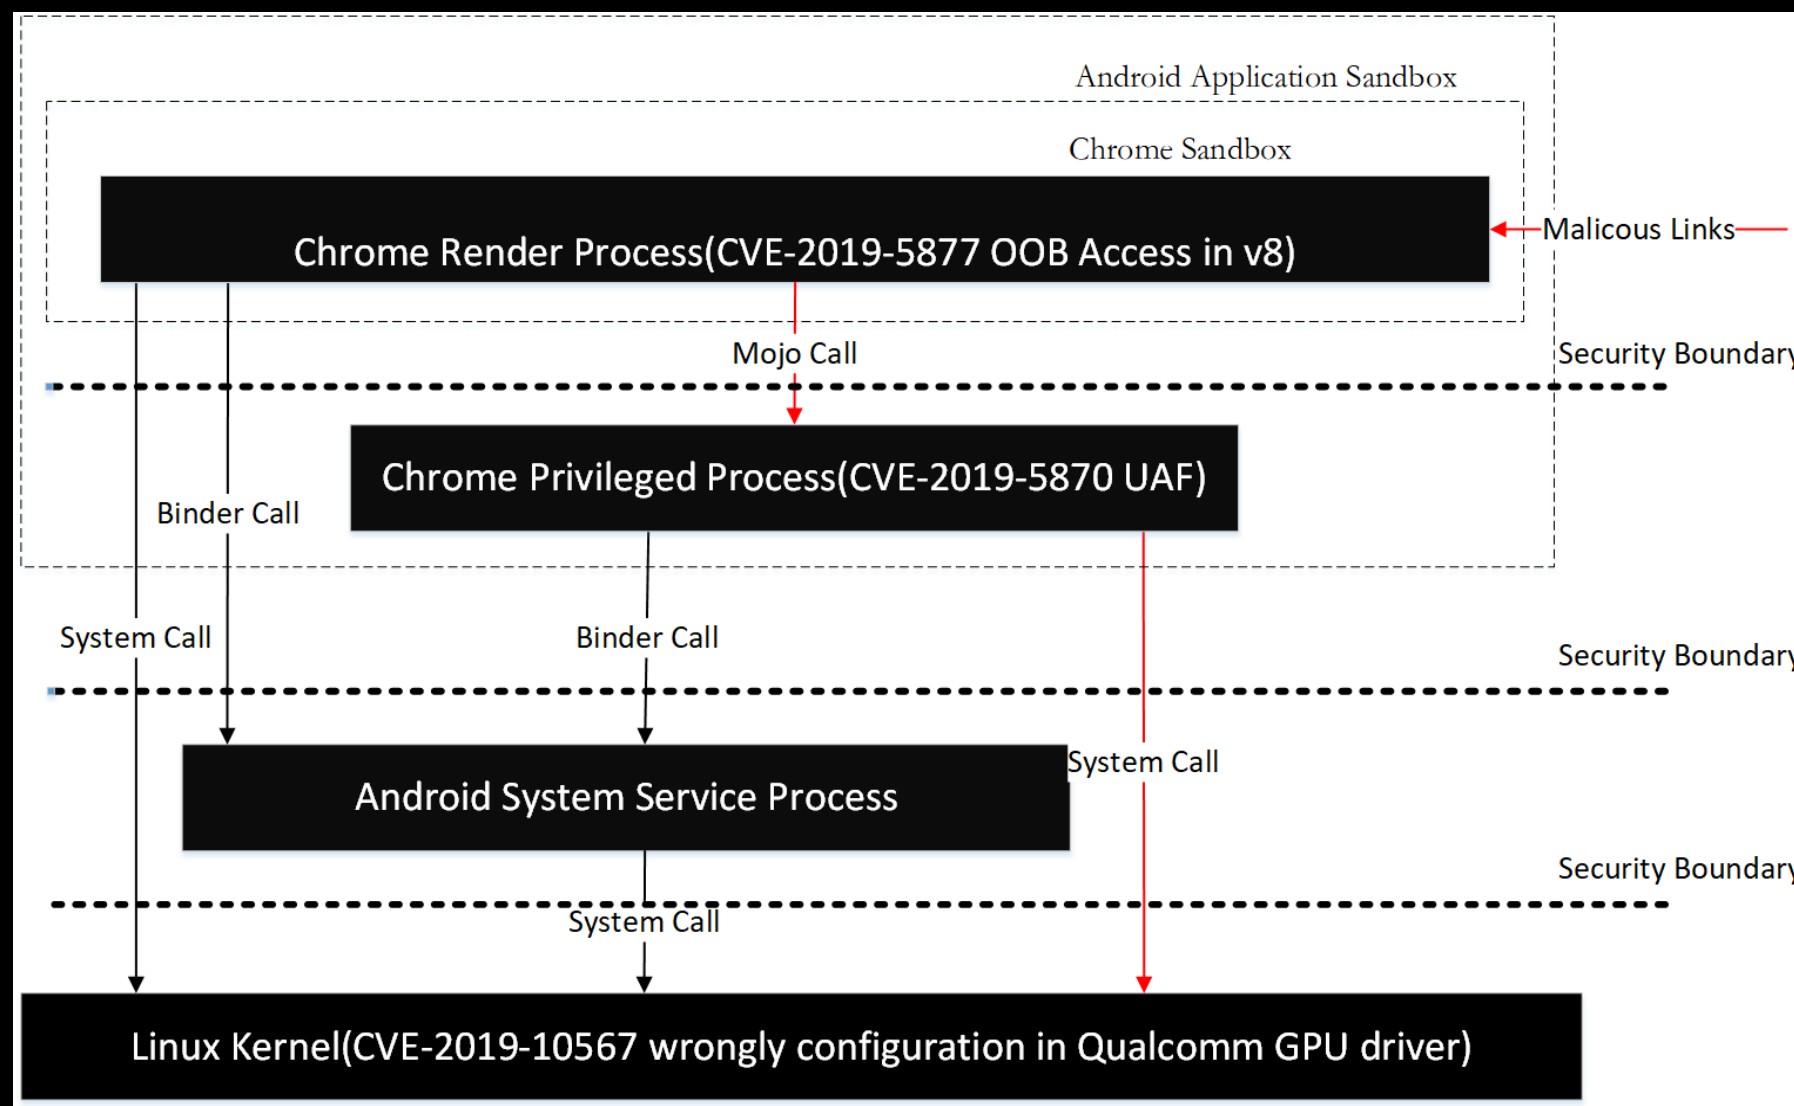 Android Application Sandbox
Chrome Sandbox
Chrome Render Process(CVE-2019-5877 OOB Access in v8)
Malicous Links
Mojo Call
Security Boundary
Chrome Privileged Process(CVE-2019-5870 UAF)
Binder Call
System Call
Binder Call
Security Boundary
System Call
Android System Service Process
Security Boundary
System Call
Linux Kernel(CVE-2019-10567 wrongly configuration in Qualcomm GPU driver)